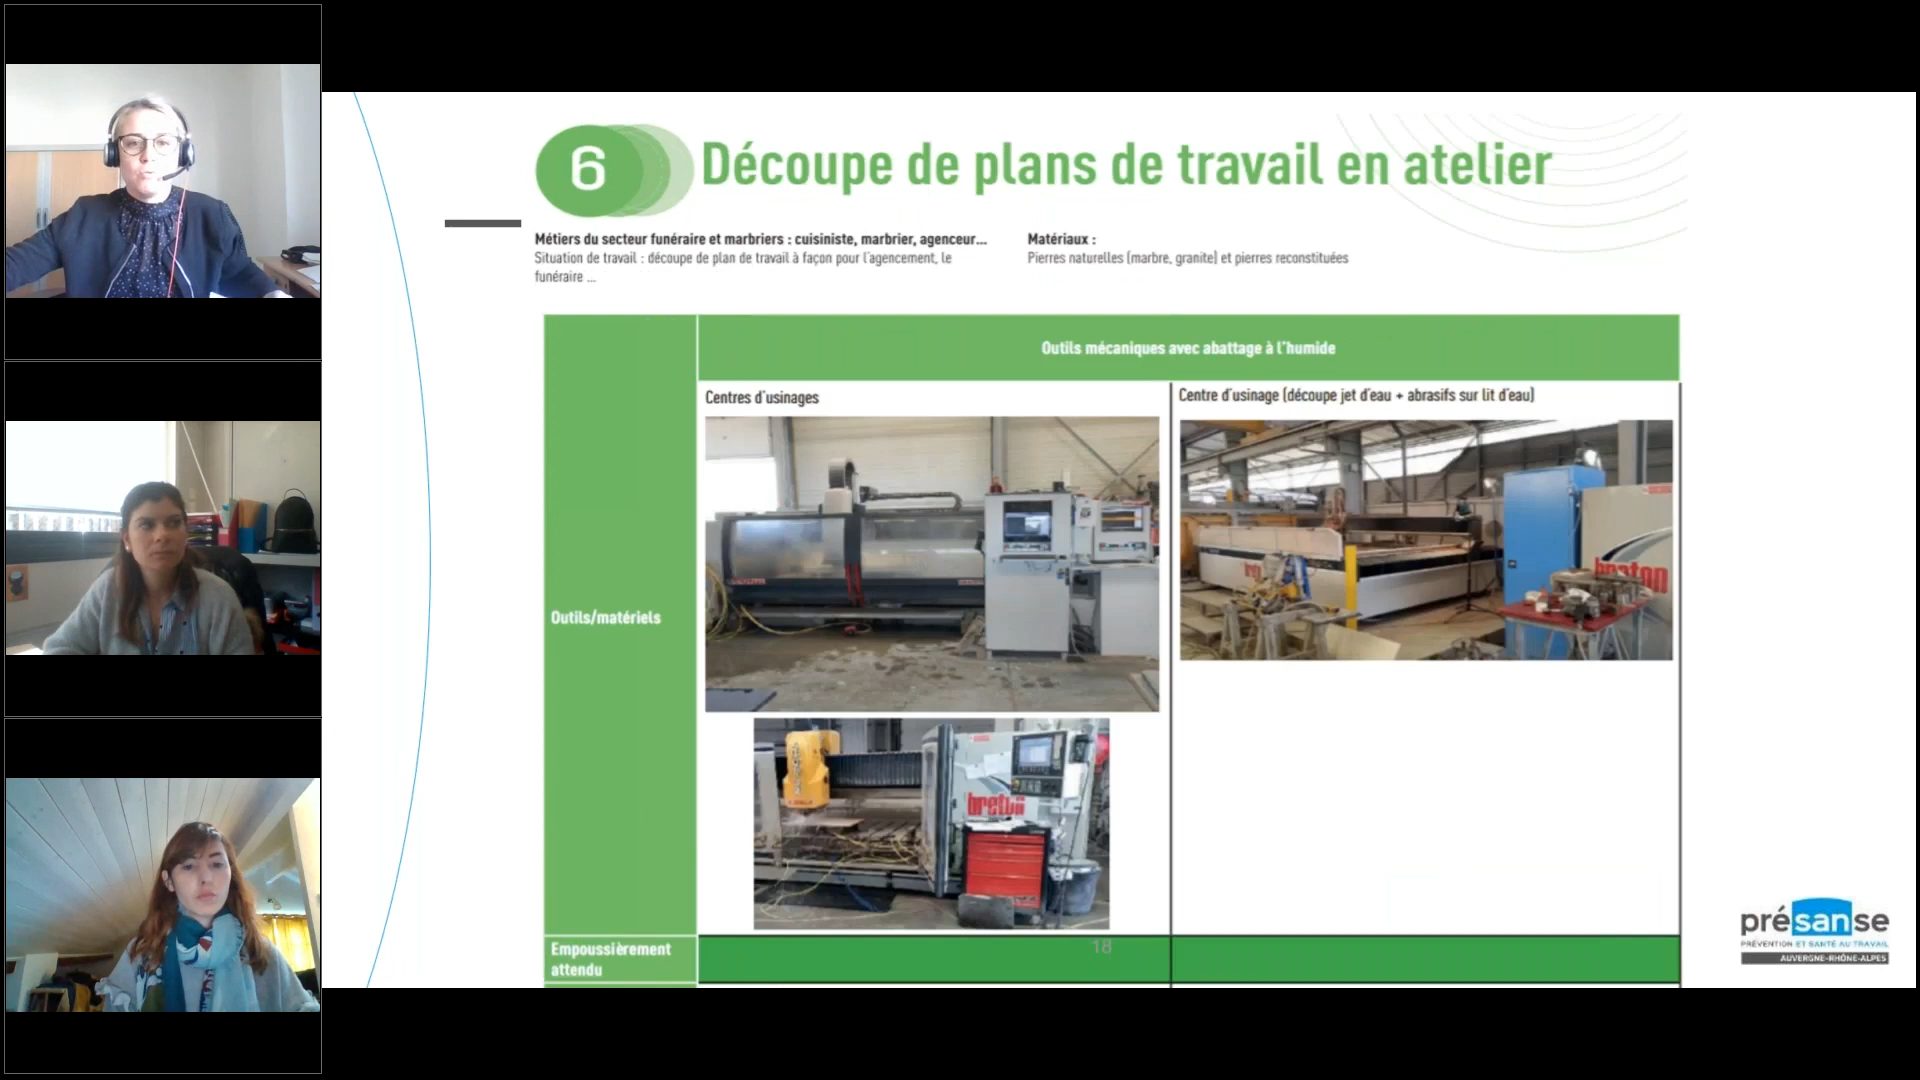 6
Découpe de plans de travail en atelier
Métiers du secteur funéraire et marbriers : cuisiniste, marbrier, agenceur...
Situation de travail : découpe de plan de travail à façon pour l'agencement, le
funéraire ...
Matériaux :
Pierres naturelles (marbre, granite) et pierres reconstituées
Outils mécaniques avec abattage à l'humide
Outils/matériels
Centres d'usinages
Centre d'usinage (découpe jet d'eau + abrasifs sur lit d'eau)
breton
breton
Empoussièrement
attendu
18
présanse
PRÉVENTION ET SANTÉ AU TRAVAIL
AUVERGNE-RHÔNE-ALPES